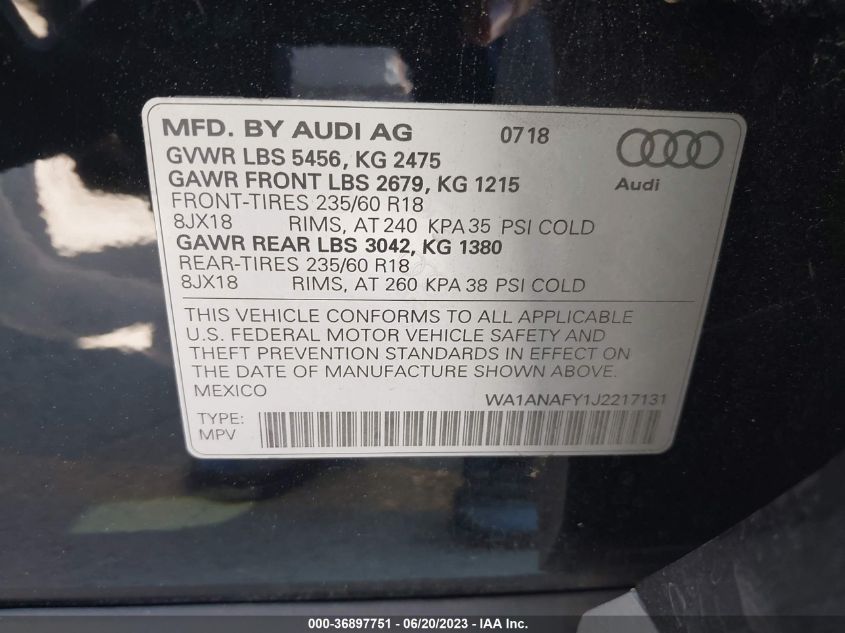 MFD. BY AUDI AG 0718
GVWR LBS 5456, KG 2475
GAWR FRONT LBS 2679, KG 1215
Audi
FRONT-TIRES 235/60 R18
8JX18 RIMS, AT 240 KPA 35 PSI COLD
GAWR REAR LBS 3042, KG 1380
REAR-TIRES 235/60 R18
8JX18 RIMS, AT 260 KPA 38 PSI COLD
THIS VEHICLE CONFORMS TO ALL APPLICABLE
U.S. FEDERAL MOTOR VEHICLE SAFETY AND
THEFT PREVENTION STANDARDS IN EFFECT ON
THE DATE OF MANUFACTURE SHOWN ABOVE.
MEXICO WA1ANAFY1J2217131
TYPE:
MPV
000-36897751 - 06/20/2023 - IAA Inc.